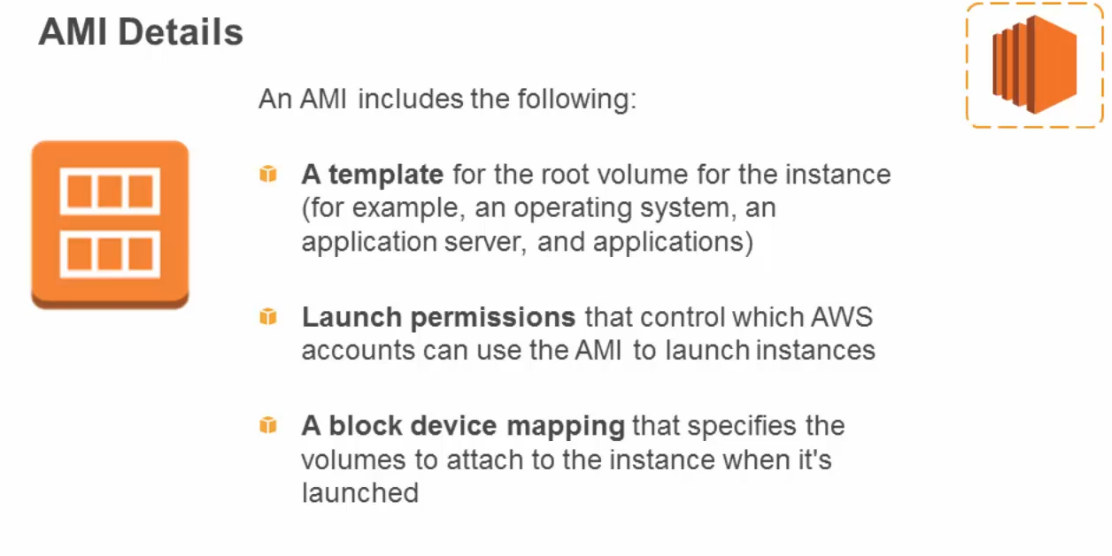 AMI Details
An AMI includes the following:
A template for the root volume for the instance
(for example, an operating system, an
application server, and applications)
Launch permissions that control which AWS
accounts can use the AMI to launch instances
A block device mapping that specifies the
volumes to attach to the instance when it's
launched